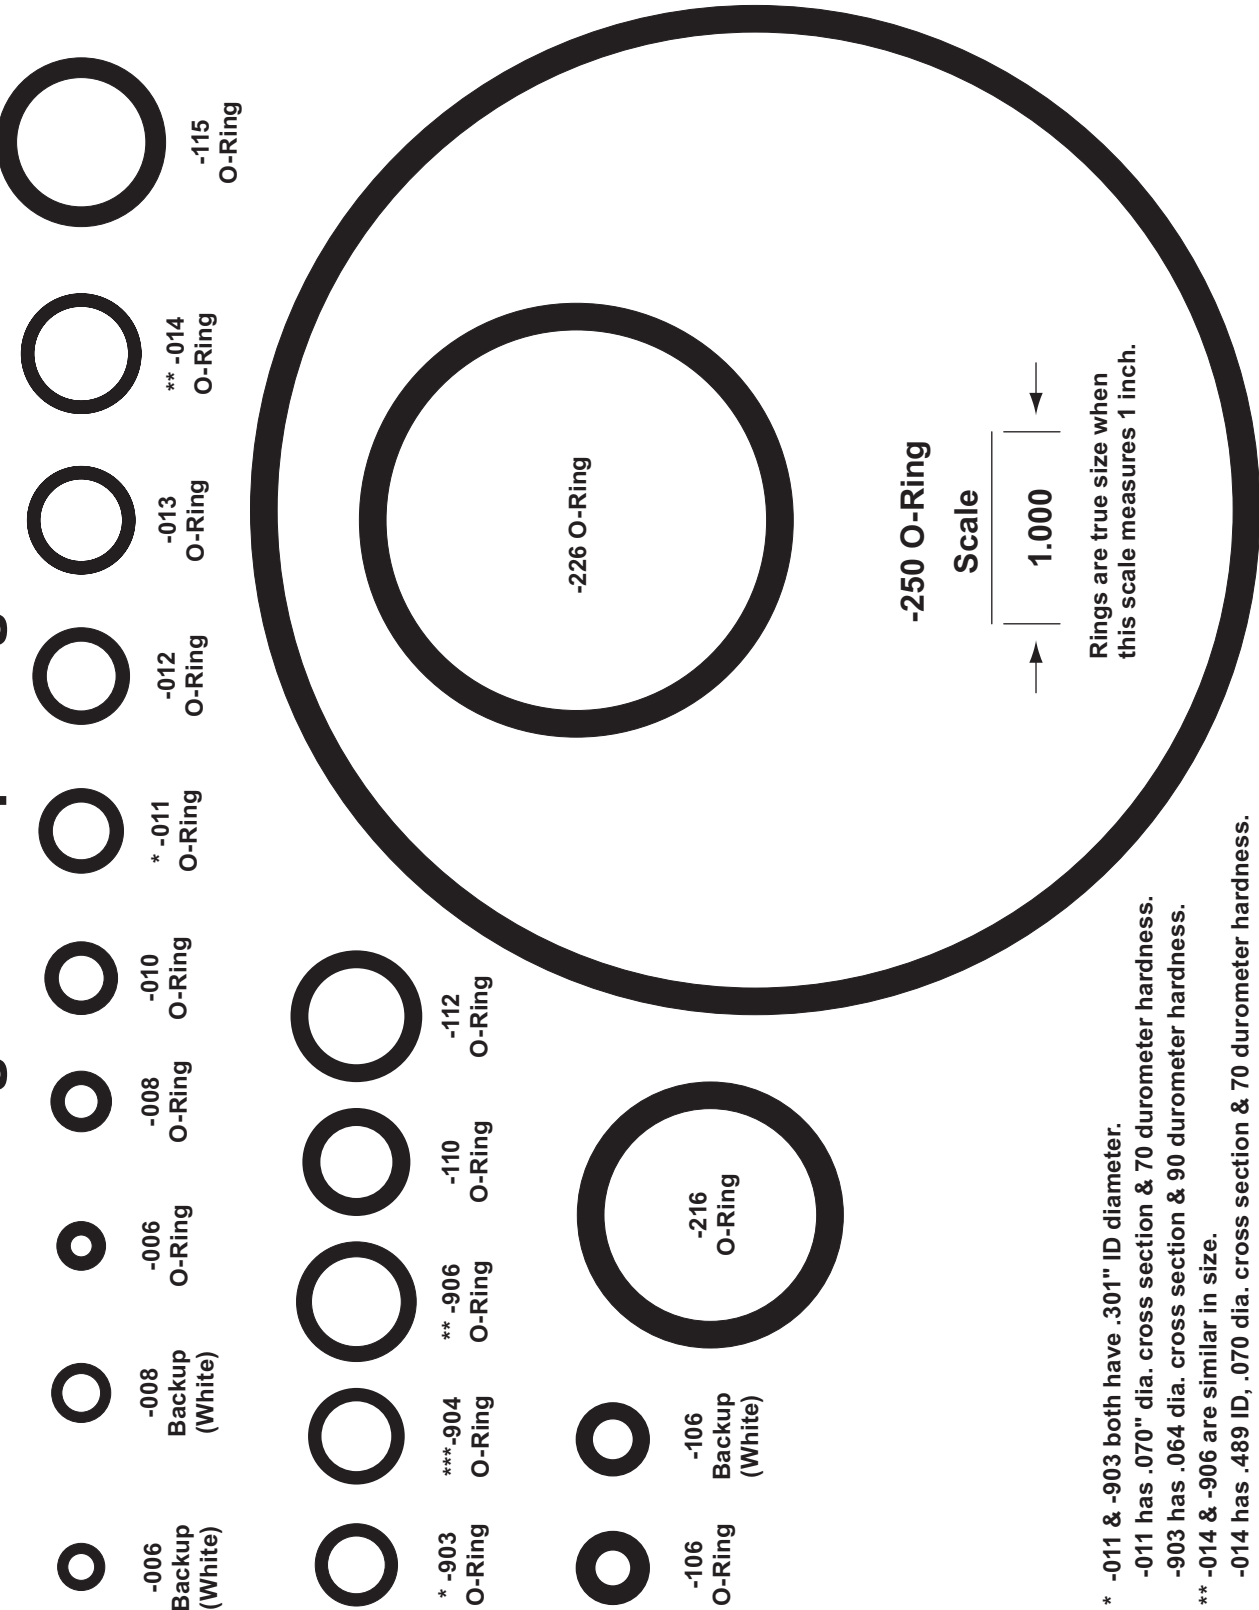 -006
Backup
(White)
-008
Backup
(White)
-006
O-Ring
-008
O-Ring
-010
O-Ring
* -011
O-Ring
-012
O-Ring
-013
O-Ring
** -014
O-Ring
-115
O-Ring
* -903
O-Ring
***-904
O-Ring
** -906
O-Ring
-110
O-Ring
-112
O-Ring
-106
O-Ring
-106
Backup
(White)
-216
O-Ring
-226 O-Ring
-250 O-Ring
Scale
1.000
Rings are true size when
this scale measures 1 inch.
* -011 & -903 both have .301" ID diameter.
-011 has .070" dia. cross section & 70 durometer hardness.
-903 has .064 dia. cross section & 90 durometer hardness.
** -014 & -906 are similar in size.
-014 has .489 ID, .070 dia. cross section & 70 durometer hardness.